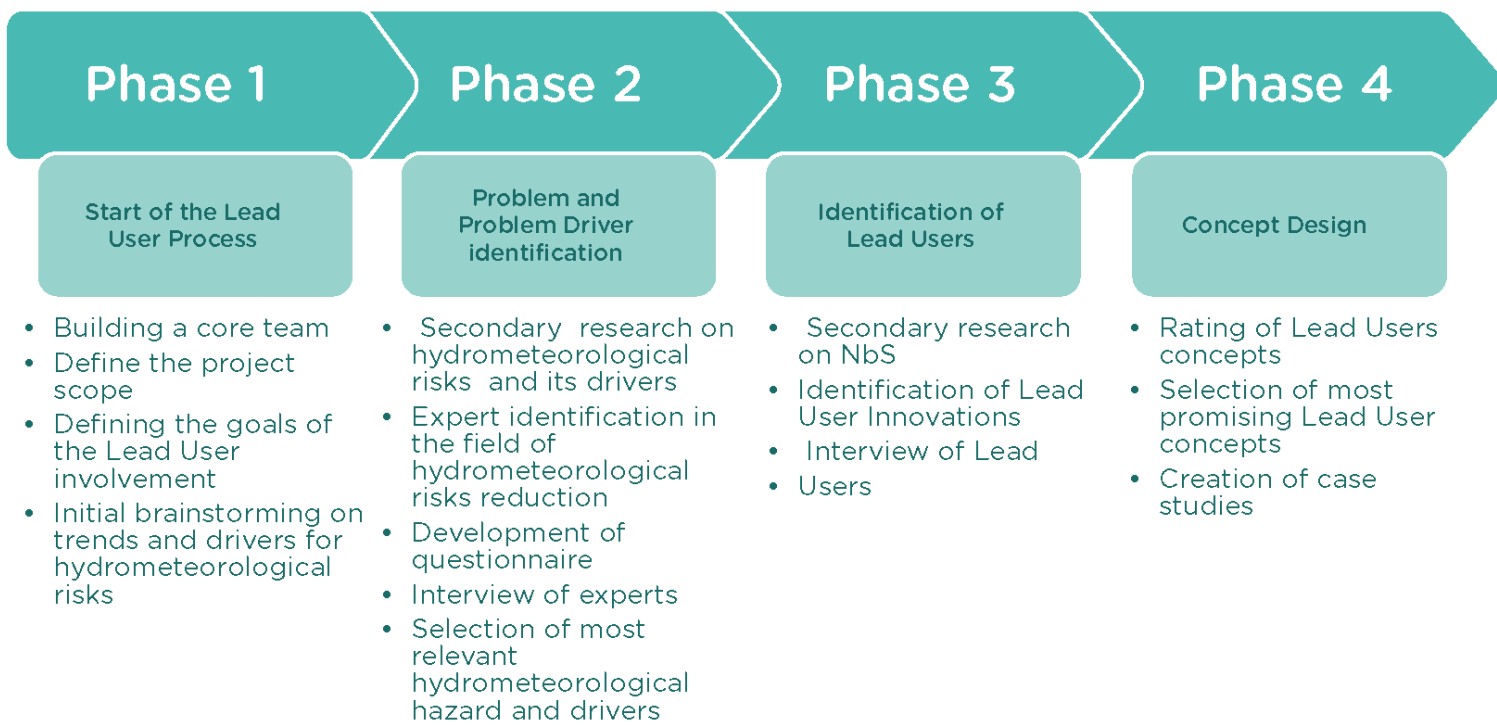 Phase 1
Phase 2
Phase 3
Phase 4
Start of the Lead
User Process
Problem and
Problem Driver
identification
Identification of
Lead Users
Concept Design
• Building a core team
• Define the project
scope
• Defining the goals of
the Lead User
involvement
• Initial brainstorming on
trends and drivers for
hydrometeorological
risks
• Secondary research on
hydrometeorological
risks and its drivers
• Expert identification in
the field of
hydrometeorological
risks reduction
• Development of
questionnaire
• Interview of experts
• Selection of most
relevant
hydrometeorological
hazard and drivers
• Secondary research
on NbS
• Identification of Lead
User Innovations
• Interview of Lead
• Users
• Rating of Lead Users
concepts
• Selection of most
promising Lead User
concepts
• Creation of case
studies